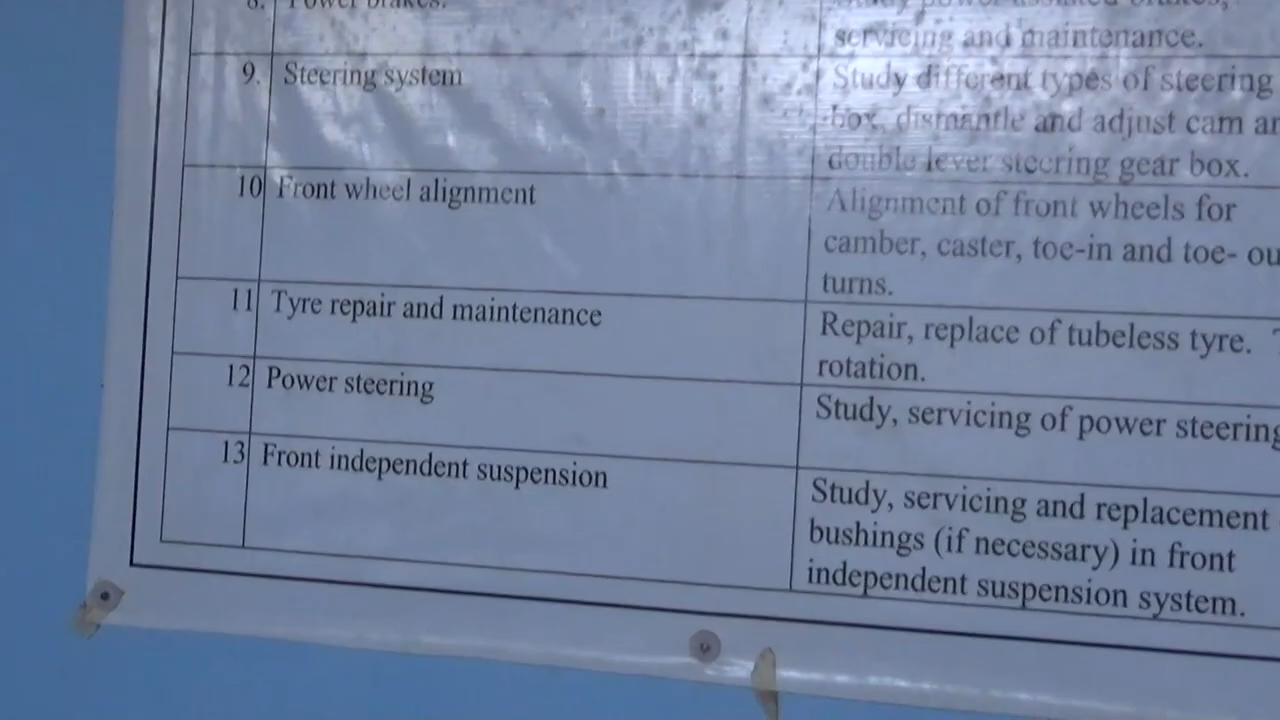 8. Power brakes.
servicing and maintenance.
9. Steering system
Study different types of steering
box, dismantle and adjust cam
double lever steering gear box.
10 Front wheel alignment
Alignment of front wheels for
camber, caster, toe-in and toe- ou
turns.
11 Tyre repair and maintenance
Repair, replace of tubeless tyre.
rotation.
12 Power steering
Study, servicing of power steering
13 Front independent suspension
Study, servicing and replacement
bushings (if necessary) in front
independent suspension system.